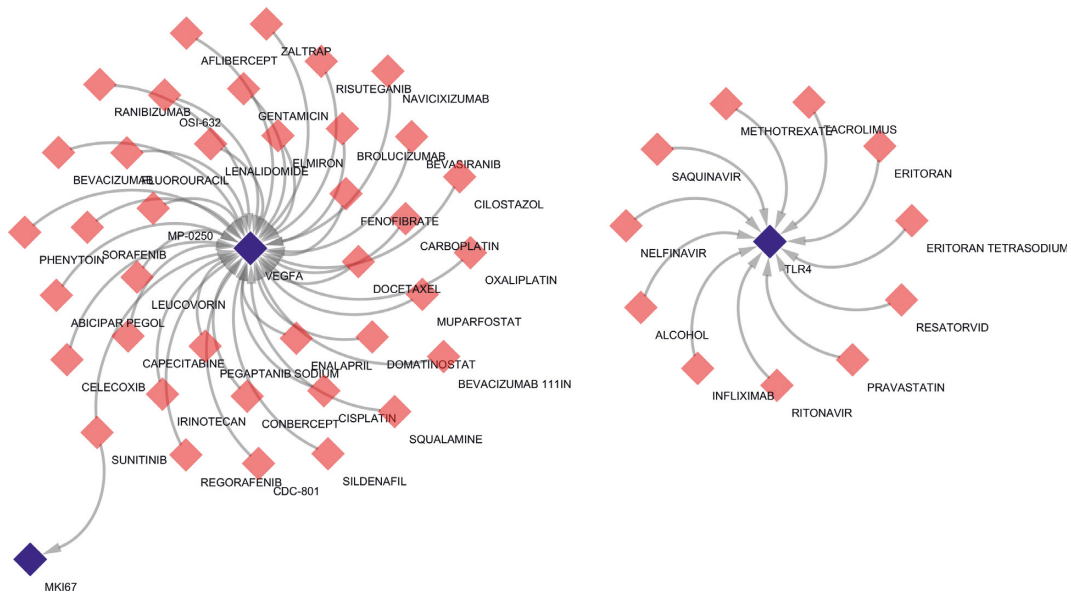 ZALTRAP
AFLIBERCEPT
RISUTEGANIB
NAVICIXIZUMAB
RANIBIZUMAB
GENTAMICIN
OSI-632
BROLUCIZUMAB
BEVASIRANIB
ELMIRON
LENALIDOMIDE
CILOSTAZOL
BEVACIZUMAB
FLUOROURACIL
FENOFIBRATE
CARBOPLATIN
MP-0250
SORAFENIB
PHENYTOIN
OXALIPLATIN
VEGFA
DOCETAXEL
LEUCOVORIN
MUPARFOSTAT
ABICIPAR PEGOL
CAPECITABINE
ENALAPRIL
DOMATINOSTAT
PEGAPTANIB SODIUM
BEVACIZUMAB 111IN
CELECOXIB
IRINOTECAN
CONBERCEPT
CISPLATIN
SQUALAMINE
SUNITINIB
REGORAFENIB
CDC-801
SILDENAFIL
MKI67
METHOTREXATE
TACROLIMUS
SAQUINAVIR
ERITORAN
NELFINAVIR
ERITORAN TETRASODIUM
TLR4
ALCOHOL
RESATORVID
INFLIXIMAB
RITONAVIR
PRAVASTATIN